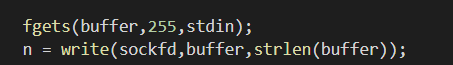 fgets(buffer,255,stdin);
n = write(sockfd,buffer,strlen(buffer));